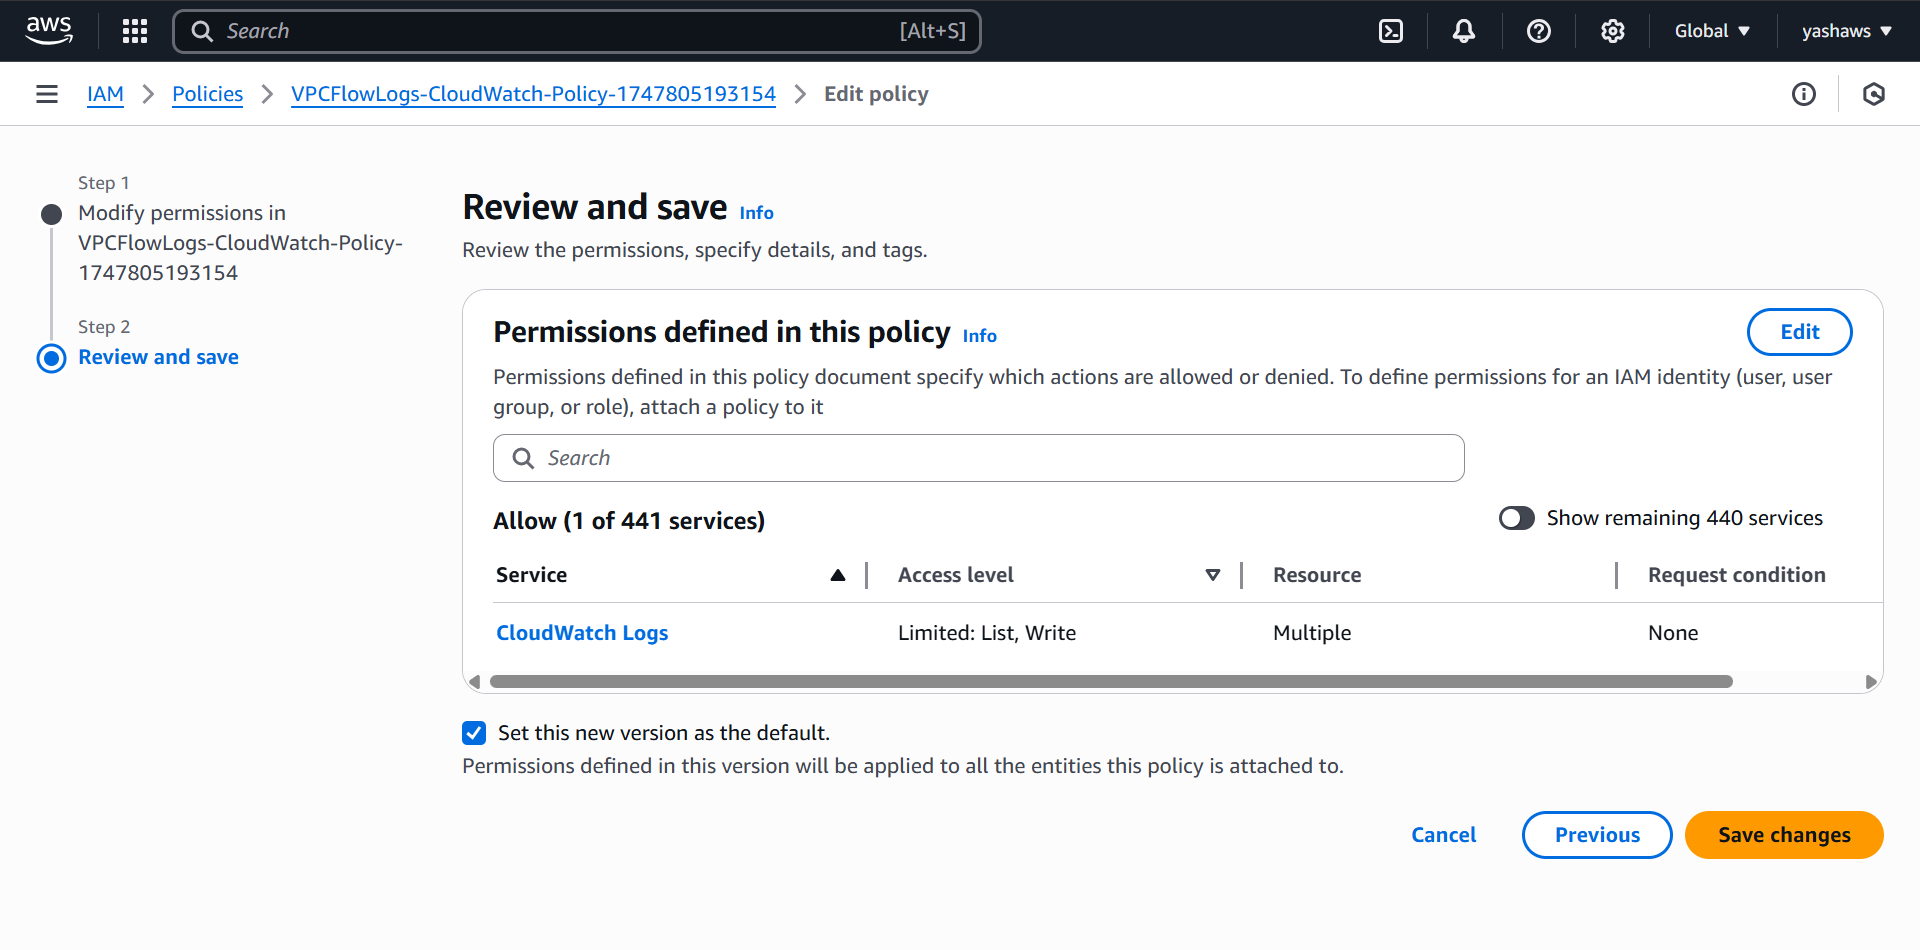 aws
Search
[Alt+S]
Global
yashaws
IAM
Policies
VPCFlowLogs-CloudWatch-Policy-1747805193154
Edit policy
Step 1
Modify permissions in
VPCFlowLogs-CloudWatch-Policy-
1747805193154
Step 2
Review and save
Review and save Info
Review the permissions, specify details, and tags.
Permissions defined in this policy Info
Edit
Permissions defined in this policy document specify which actions are allowed or denied. To define permissions for an IAM identity (user, user
group, or role), attach a policy to it
Search
Allow (1 of 441 services)
Show remaining 440 services
Service
Access level
Resource
Request condition
CloudWatch Logs
Limited: List, Write
Multiple
None
Set this new version as the default.
Permissions defined in this version will be applied to all the entities this policy is attached to.
Cancel
Previous
Save changes